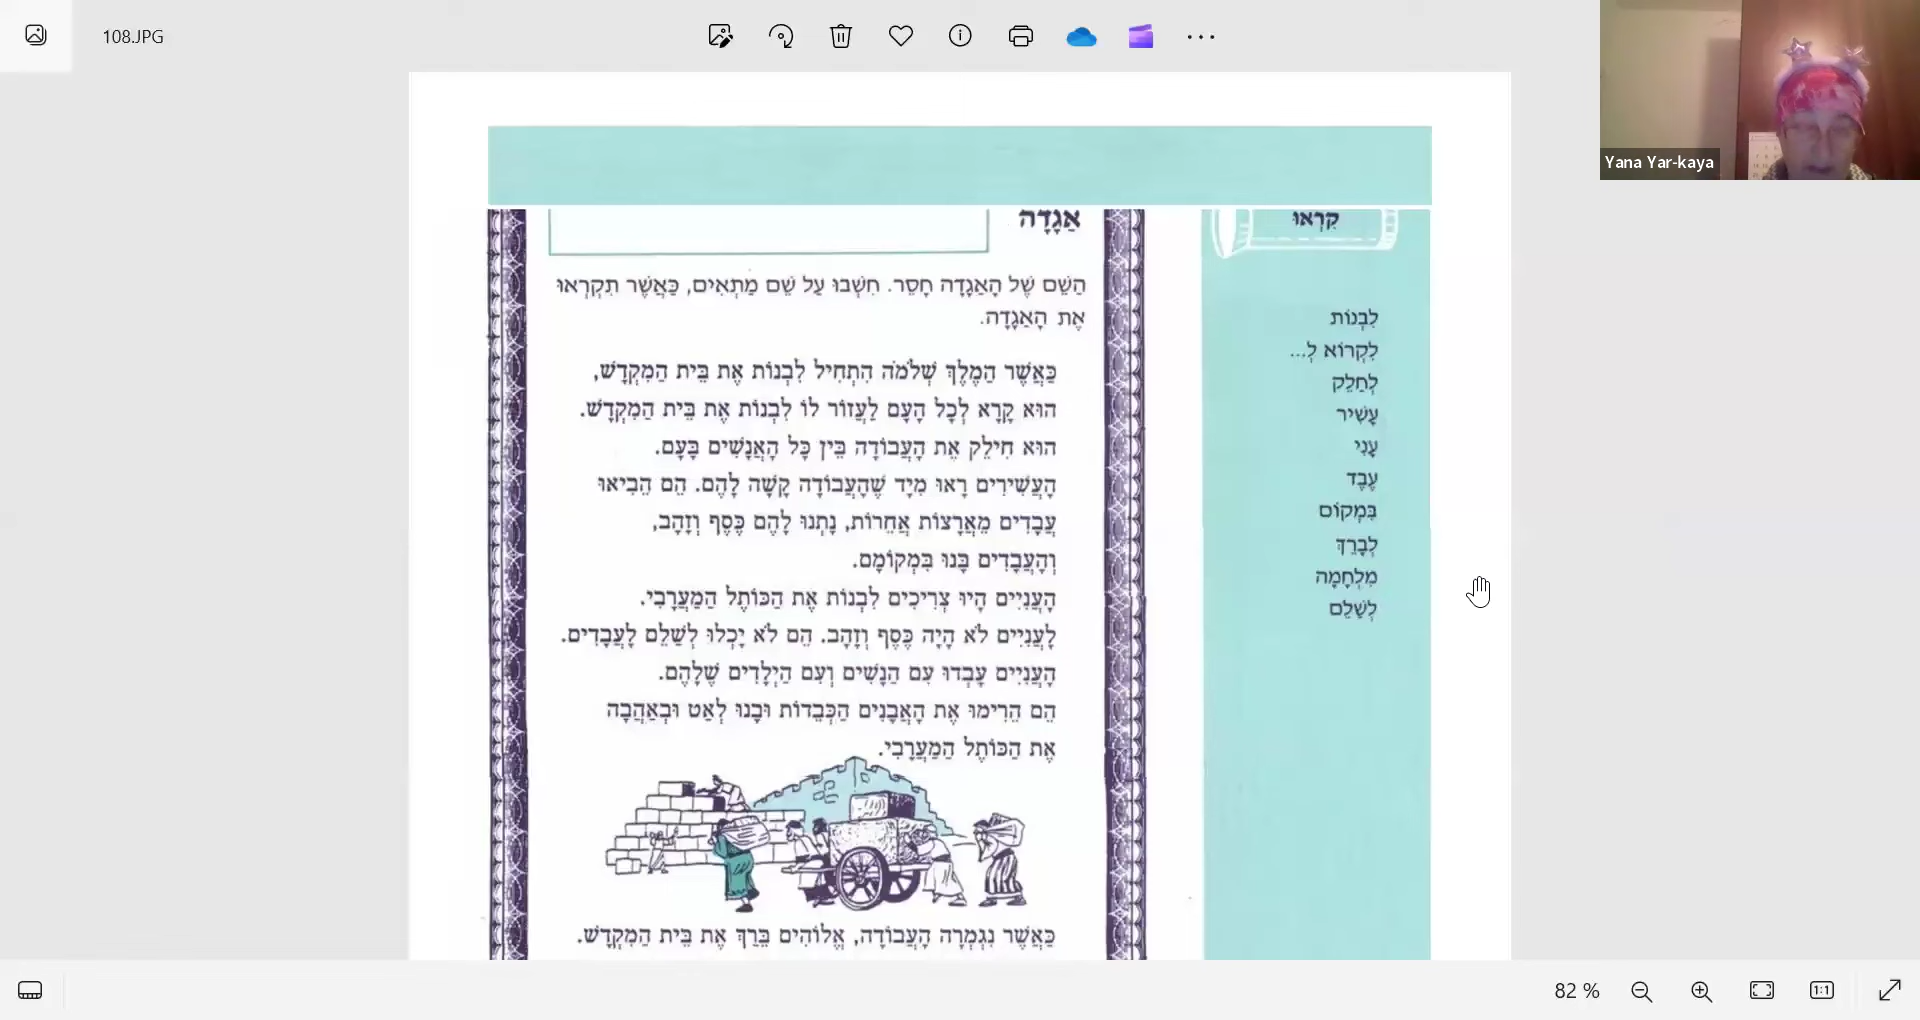 108.JPG
Yana Yar-kaya
קִרְאוּ
אַגָּדָה
הַשֵּׁם שֶׁל הָאַגָּדָה חָסֵר. חִשְׁבוּ עַל שֵׁם מַתְאִים, כַּאֲשֶׁר תִּקְרְאוּ
אֶת הָאַגָּדָה.
כַּאֲשֶׁר הַמֶּלֶךְ שְׁלֹמֹה הִתְחִיל לִבְנוֹת אֶת בֵּית הַמִּקְדָּשׁ,
הוּא קָרָא לְכָל הָעָם לַעֲזוֹר לוֹ לִבְנוֹת אֶת בֵּית הַמִּקְדָּשׁ.
הוּא חִילֵּק אֶת הָעֲבוֹדָה בֵּין כָּל הָאֲנָשִׁים בָּעָם.
הָעֲשִׁירִים רָאוּ מִיָּד שֶׁהָעֲבוֹדָה קָשָׁה לָהֶם. הֵם הֵבִיאוּ
עֲבָדִים מֵאֲרָצוֹת אֲחֵרוֹת, נָתְנוּ לָהֶם כֶּסֶף וְזָהָב,
וְהָעֲבָדִים בָּנוּ בִּמְקוֹמָם.
הָעֲנִיִּים הָיוּ צְרִיכִים לִבְנוֹת אֶת הַכּוֹתֶל הַמַּעֲרָבִי.
לָעֲנִיִּים לֹא הָיָה כֶּסֶף וְזָהָב. הֵם לֹא יָכְלוּ לְשַׁלֵּם לָעֲבָדִים.
הָעֲנִיִּים עָבְדוּ עִם הַנָּשִׁים וְעִם הַיְלָדִים שֶׁלָּהֶם.
הֵם הֵרִימוּ אֶת הָאֲבָנִים הַכְּבֵדוֹת וּבָנוּ לְאַט וּבְאַהֲבָה
אֶת הַכּוֹתֶל הַמַּעֲרָבִי.
כַּאֲשֶׁר נִגְמְרָה הָעֲבוֹדָה, אֱלוֹהִים בֵּרַךְ אֶת בֵּית הַמִּקְדָּשׁ.
לִבְנוֹת
לִקְרוֹא לְ...
לְחַלֵּק
עָשִׁיר
עָנִי
עֶבֶד
בִּמְקוֹם
לְבָרֵךְ
מִלְחָמָה
לְשַׁלֵּם
82 %
1:1